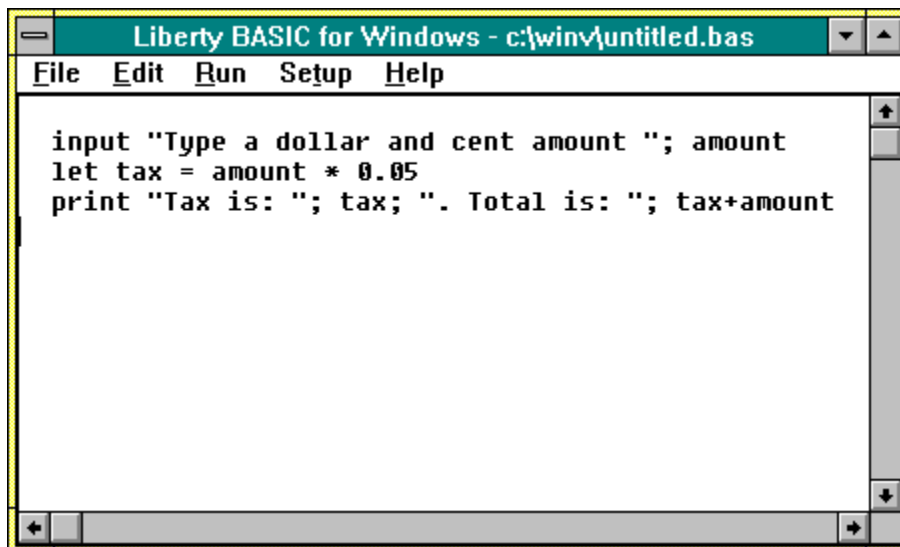 Liberty BASIC for Windows - c:\winv\untitled.bas
File Edit Run Setup Help
input "Type a dollar and cent amount "; amount
let tax = amount * 0.05
print "Tax is: "; tax; ". Total is: "; tax+amount